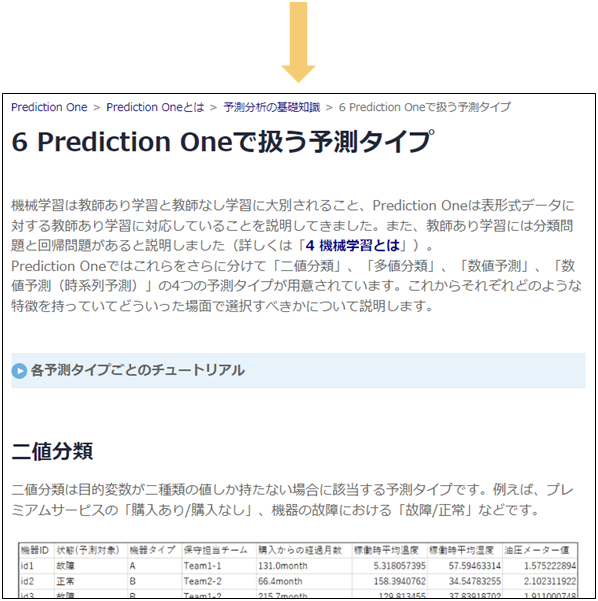 Prediction One > Prediction Oneとは > 予測分析の基礎知識 > 6 Prediction Oneで扱う予測タイプ
6 Prediction Oneで扱う予測タイプ
機械学習は教師あり学習と教師なし学習に大別されること、Prediction Oneは表形式データに
対する教師あり学習に対応していることを説明してきました。また、教師あり学習には分類問
題と回帰問題があると説明しました（詳しくは「4 機械学習とは」）。
Prediction Oneではこれらをさらに分けて「二値分類」、「多値分類」、「数値予測」、「数
値予測（時系列予測）」の4つの予測タイプが用意されています。これからそれぞれどのような
特徴を持っていてどういった場面で選択すべきかについて説明します。
各予測タイプごとのチュートリアル
二値分類
二値分類は目的変数が二種類の値しか持たない場合に該当する予測タイプです。例えば、プレ
ミアムサービスの「購入あり/購入なし」、機器の故障における「故障/正常」などです。
機器ID 状態(予測対象) 機器タイプ 保守担当チーム 購入からの経過月数 稼働時平均温度 稼働時平均湿度 油圧メーター値
id1 故障 A Team1-1 131.0month 5.318057395 57.59463314 1.575222894
id2 正常 B Team2-2 66.4month 158.3940762 34.54783255 2.102311922
id3 故障 B Team1-2 215.7month 129.813455 37.83918702 1.911000748